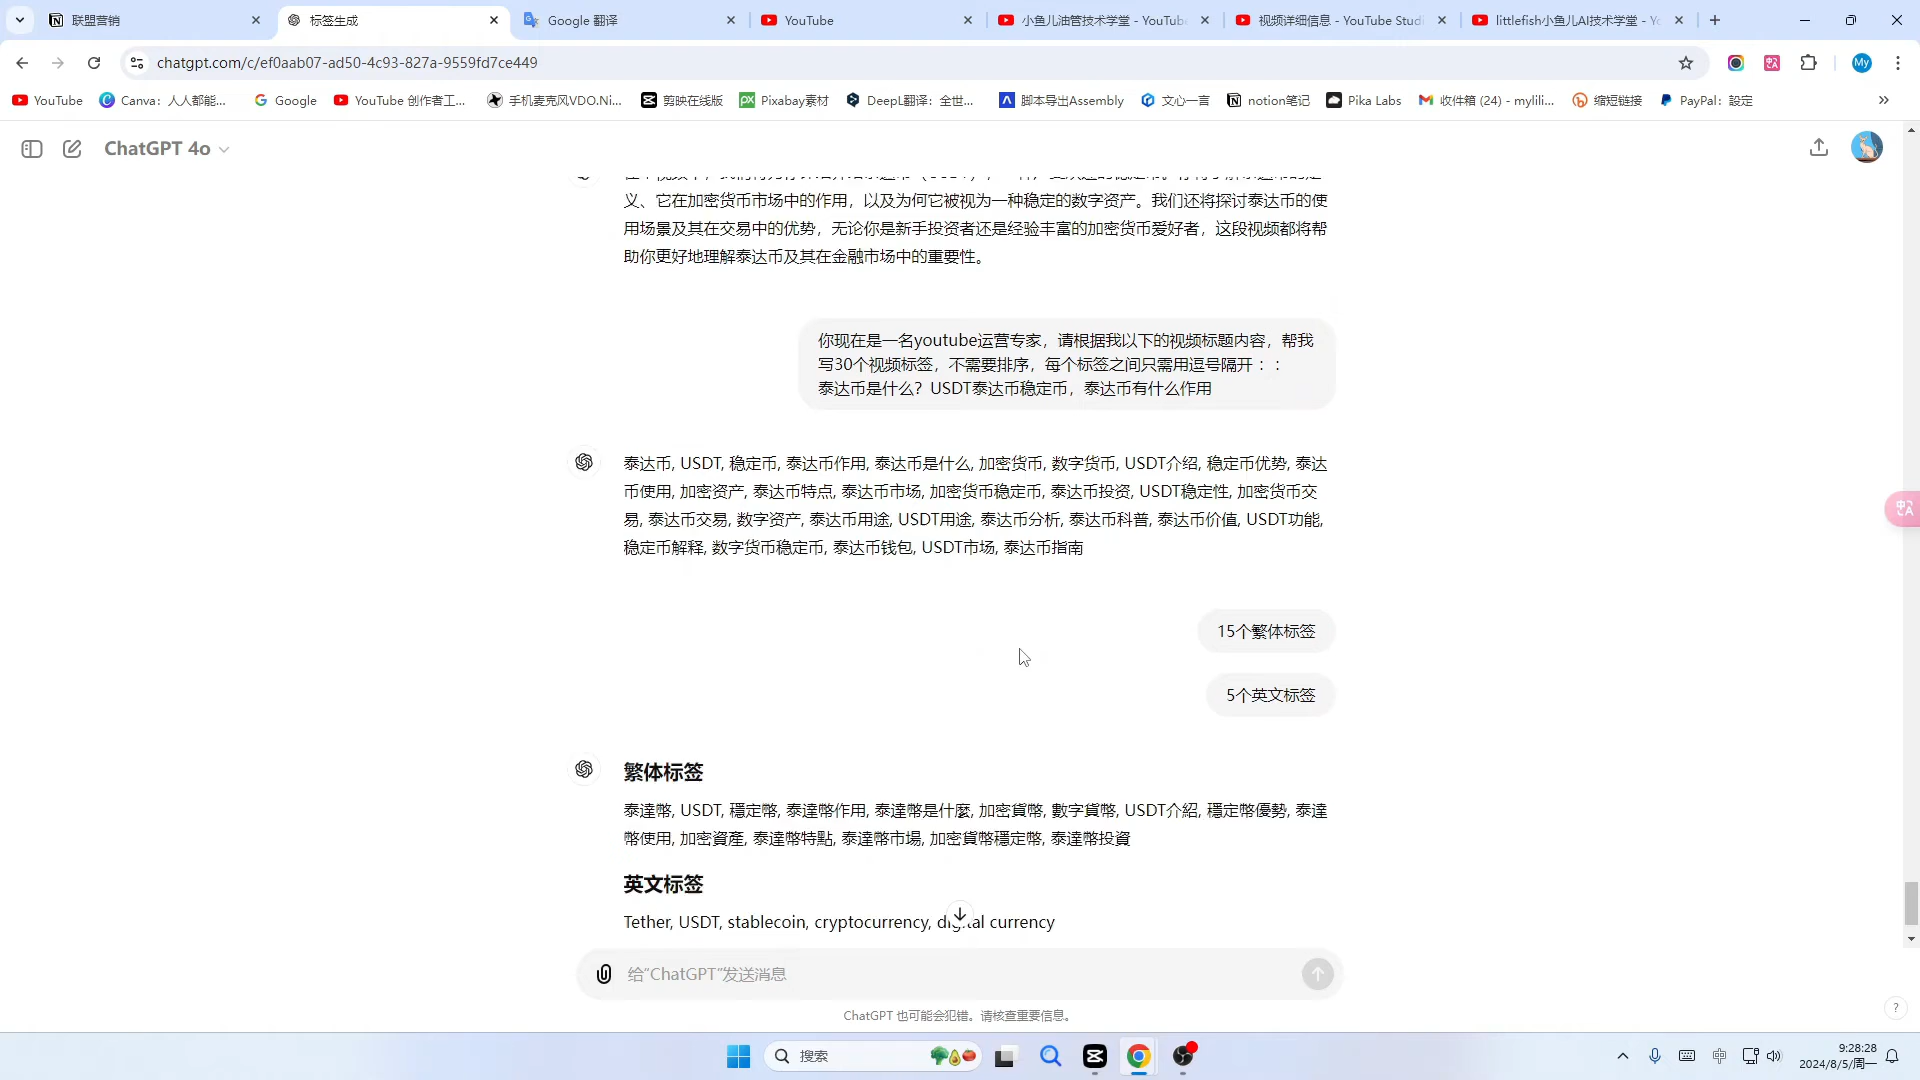 联盟营销
标签生成
Google 翻译
YouTube
小鱼儿油管技术学堂 - YouTube
视频详细信息 - YouTube Studi
littlefish小鱼儿AI技术学堂 - Yo
chatgpt.com/c/ef0aab07-ad50-4c93-827a-9559fd7ce449
My
YouTube
Canva：人人都能...
Google
YouTube 创作者工...
手机麦克风VDO.Ni...
剪映在线版
Pixabay素材
DeepL翻译：全世...
脚本导出Assembly
文心一言
notion笔记
Pika Labs
收件箱 (24) - mylili...
缩短链接
PayPal：設定
ChatGPT 4o
义、它在加密货币市场中的作用，以及为何它被视为一种稳定的数字资产。我们还将探讨泰达币的使
用场景及其在交易中的优势，无论你是新手投资者还是经验丰富的加密货币爱好者，这段视频都将帮
助你更好地理解泰达币及其在金融市场中的重要性。
你现在是一名youtube运营专家，请根据我以下的视频标题内容，帮我
写30个视频标签，不需要排序，每个标签之间只需用逗号隔开：:
泰达币是什么？USDT泰达币稳定币，泰达币有什么作用
泰达币, USDT, 稳定币, 泰达币作用, 泰达币是什么, 加密货币, 数字货币, USDT介绍, 稳定币优势, 泰达
币使用, 加密资产, 泰达币特点, 泰达币市场, 加密货币稳定币, 泰达币投资, USDT稳定性, 加密货币交
易, 泰达币交易, 数字资产, 泰达币用途, USDT用途, 泰达币分析, 泰达币科普, 泰达币价值, USDT功能,
稳定币解释, 数字货币稳定币, 泰达币钱包, USDT市场, 泰达币指南
15个繁体标签
5个英文标签
繁体标签
泰達幣, USDT, 穩定幣, 泰達幣作用, 泰達幣是什麼, 加密貨幣, 數字貨幣, USDT介紹, 穩定幣優勢, 泰達
幣使用, 加密資產, 泰達幣特點, 泰達幣市場, 加密貨幣穩定幣, 泰達幣投資
英文标签
Tether, USDT, stablecoin, cryptocurrency, digital currency
给“ChatGPT”发送消息
ChatGPT 也可能会犯错。请核查重要信息。
?
搜索
中
9:28:28
2024/8/5/周一